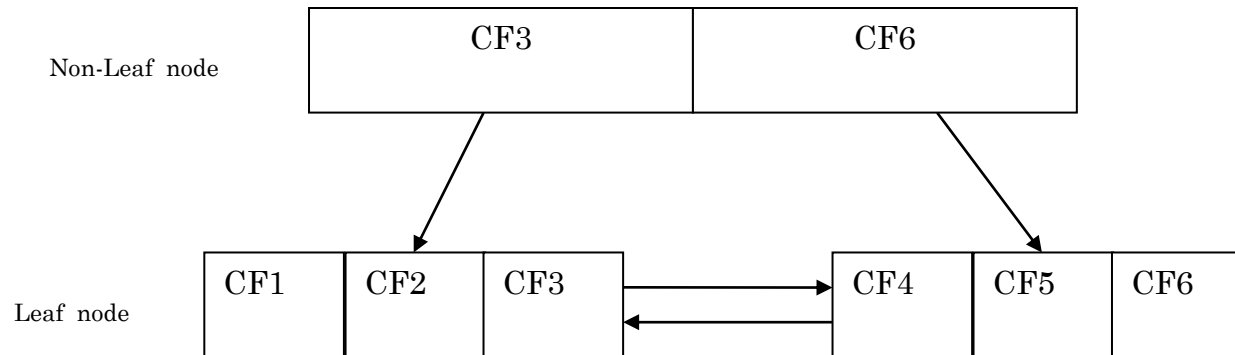 CF3 CF6
Non-Leaf node
CF1 CF2 CF3 CF4 CF5 CF6
Leaf node